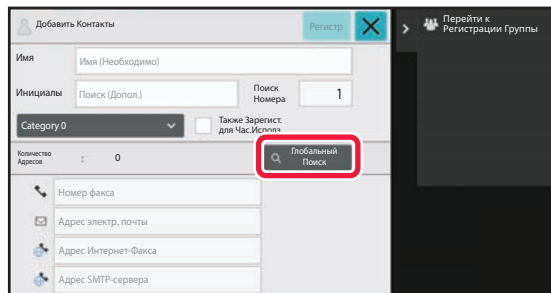 Добавить Контакты
Регистр
Перейти к
Регистрации Группы
Имя
Имя (Необходимо)
Инициалы
Поиск (Допол.)
Поиск
Номера
1
Category 0
Также Зарегист.
для Час.Исполз
Количество
Адресов
:
0
Глобальный
Поиск
Номер факса
Адрес электр. почты
Адрес Интернет-Факса
Адрес SMTP-сервера